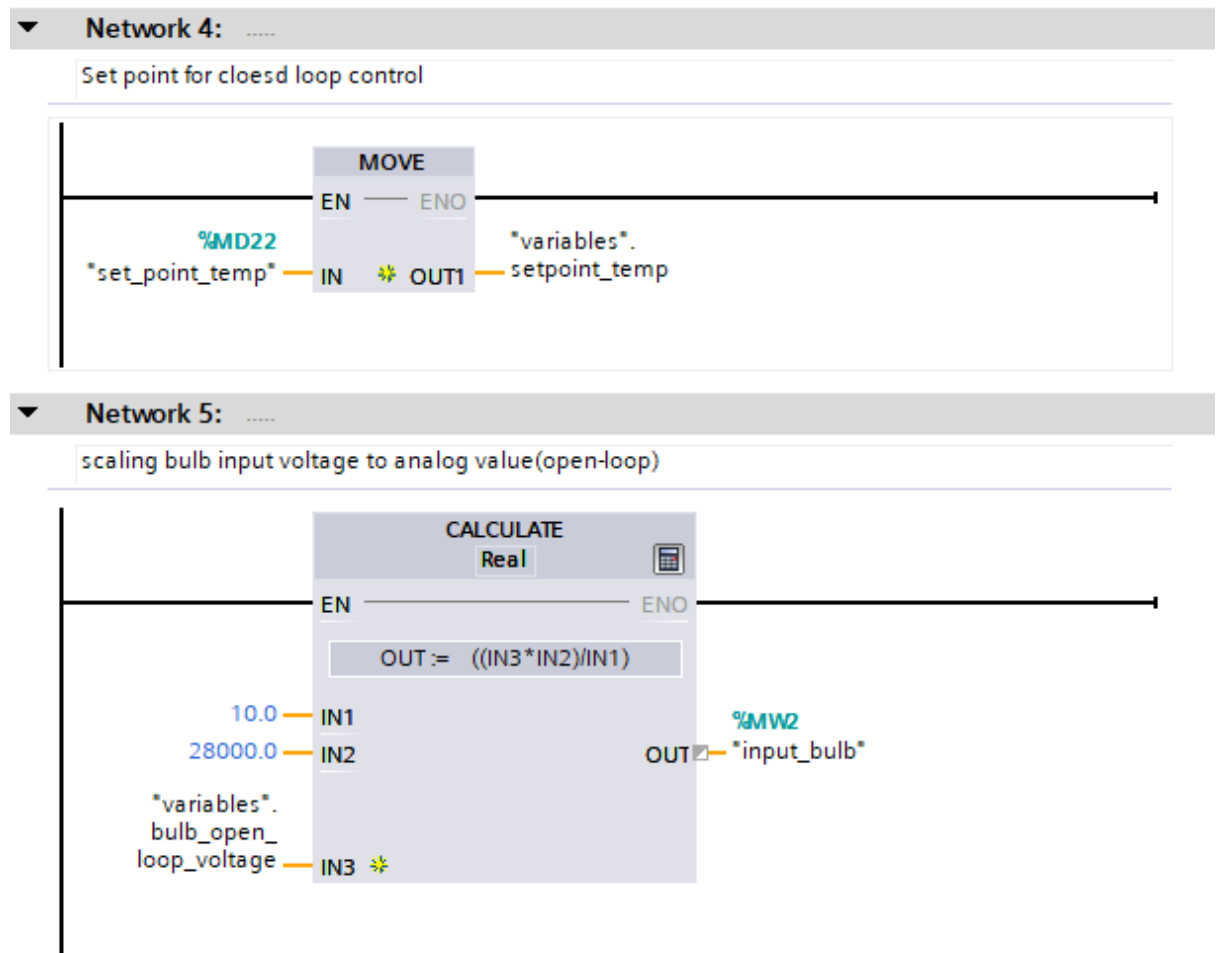 Network 4: .....
Set point for cloesd loop control
MOVE
EN ENO
%MD22
"set_point_temp" IN OUT1
"variables".
setpoint_temp
Network 5: .....
scaling bulb input voltage to analog value(open-loop)
CALCULATE
Real
EN ENO
OUT := ((IN3*IN2)/IN1)
10.0 IN1
28000.0 IN2
%MW2
OUT "input_bulb"
"variables".
bulb_open_
loop_voltage IN3